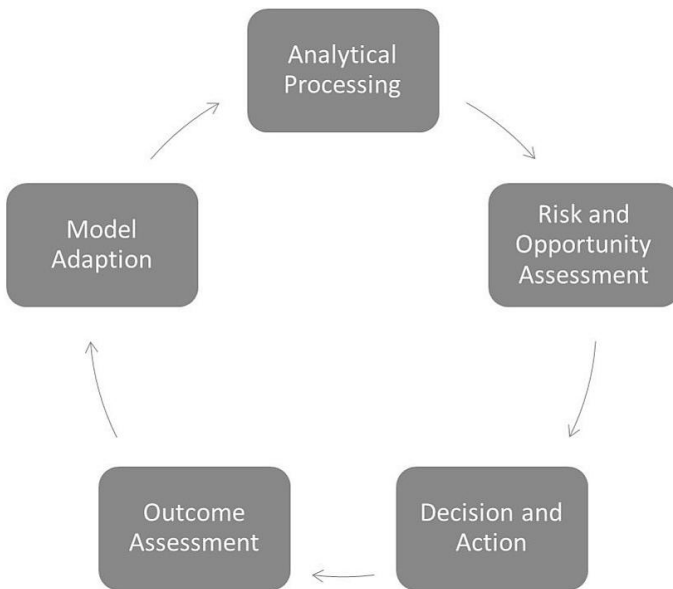 Analytical
Processing
Risk and
Opportunity
Assessment
Decision and
Action
Outcome
Assessment
Model
Adaption